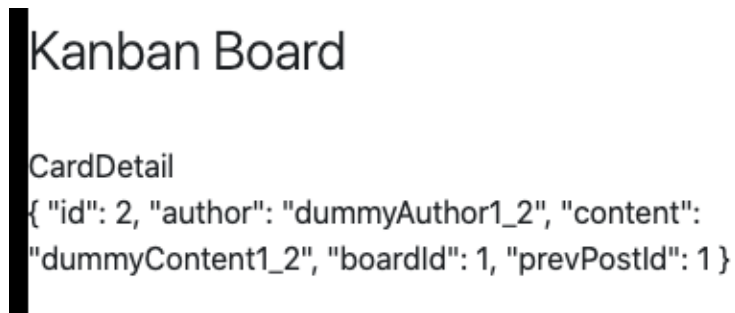 Kanban Board
CardDetail
{ "id": 2, "author": "dummyAuthor1_2", "content":
"dummyContent1_2", "boardId": 1, "prevPostId": 1 }